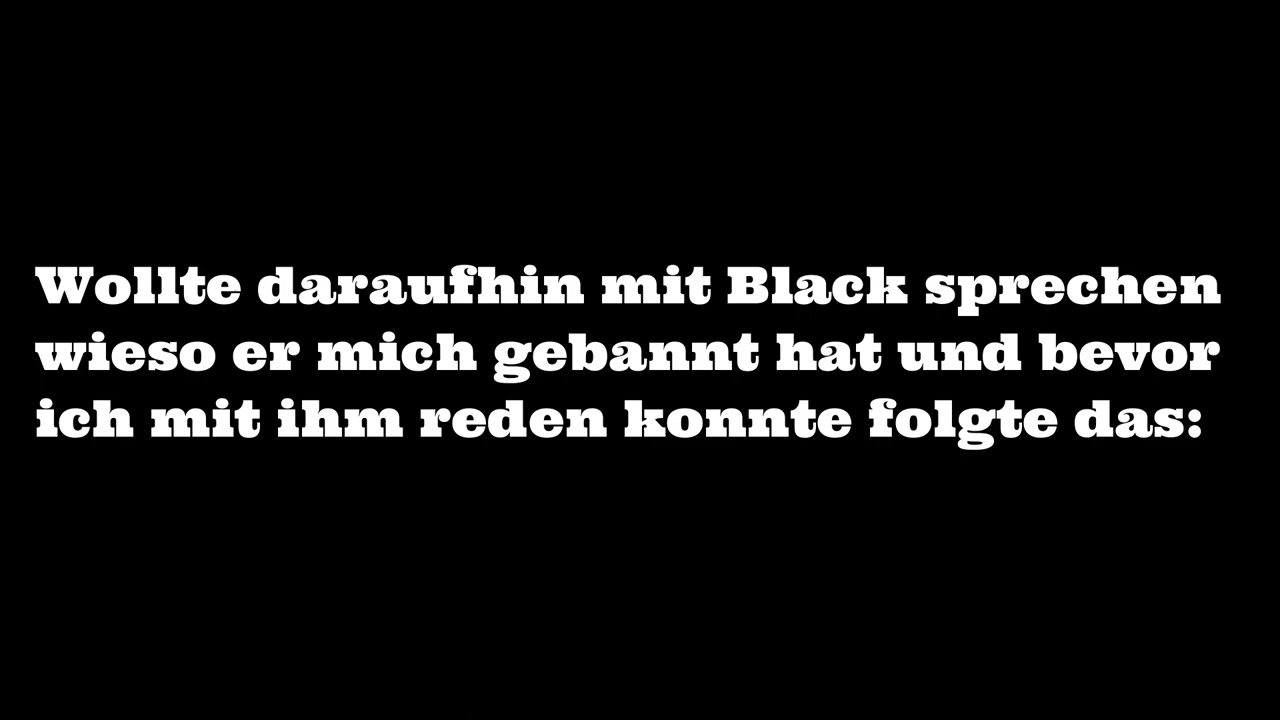 Wollte daraufhin mit Black sprechen
wieso er mich gebannt hat und bevor
ich mit ihm reden konnte folgte das: